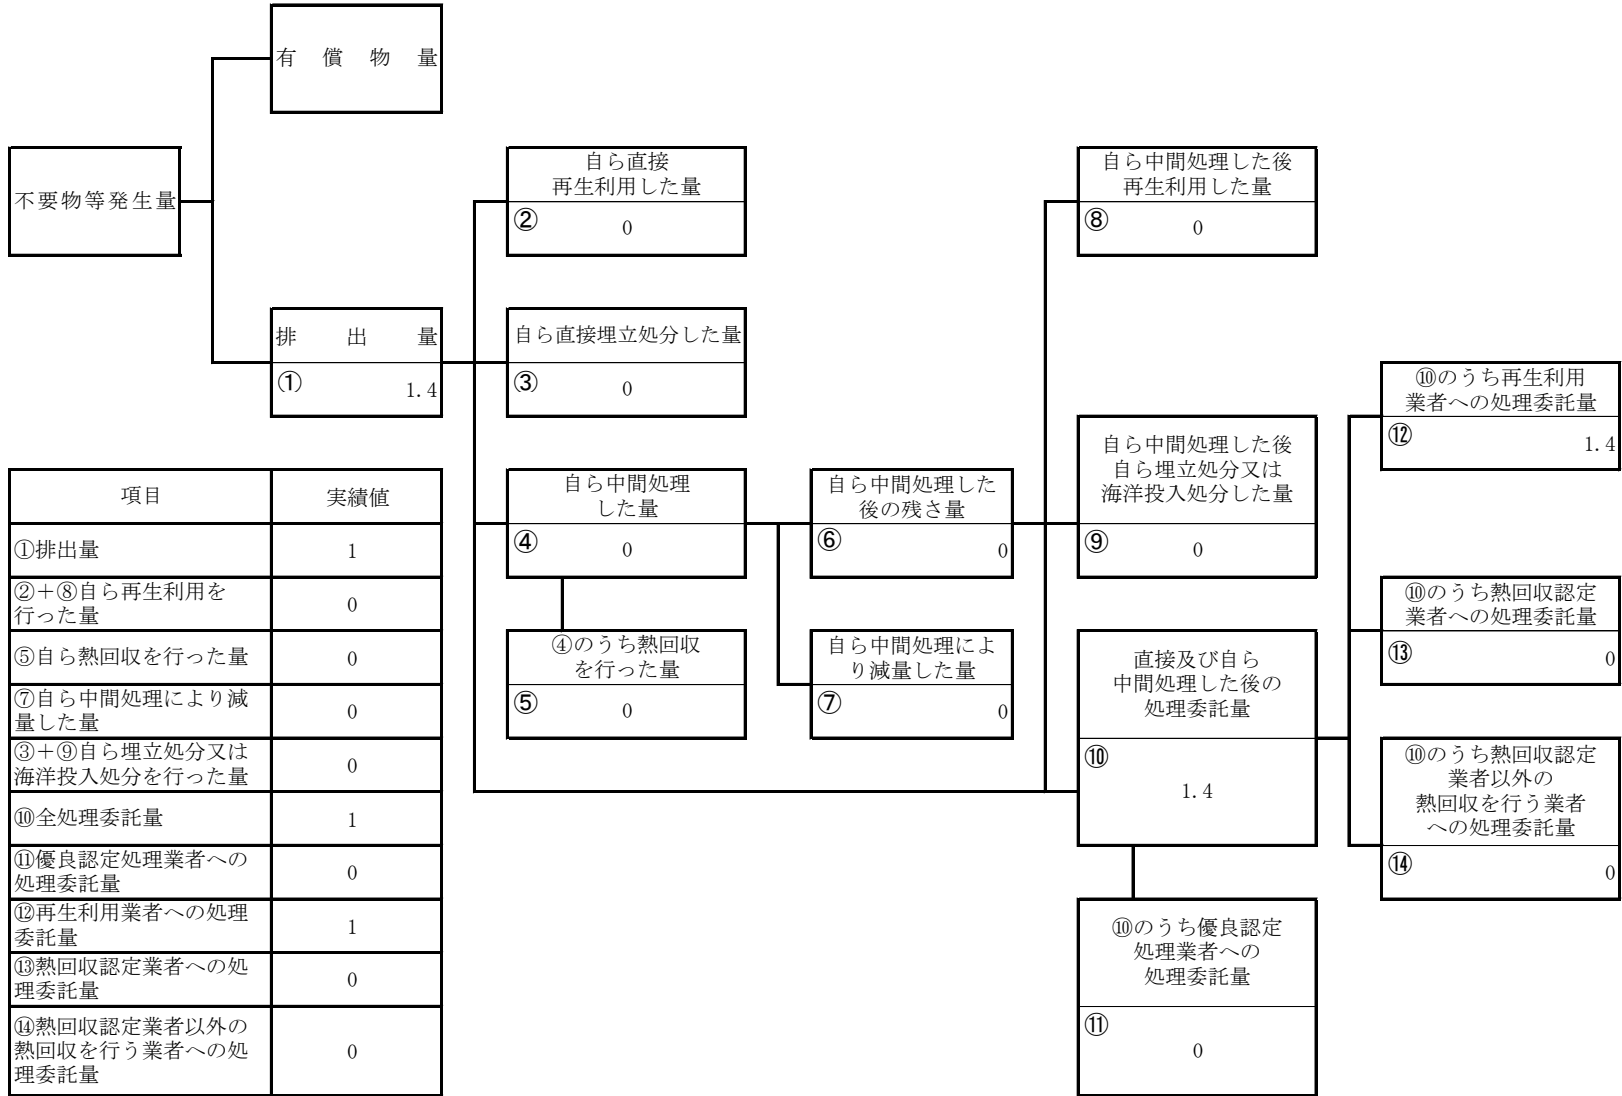 有償物量
不要物等発生量
排出量
① 1.4
自ら直接
再生利用した量
② 0
自ら直接埋立処分した量
③ 0
自ら中間処理
した量
④ 0
④のうち熱回収
を行った量
⑤ 0
自ら中間処理した
後の残さ量
⑥ 0
自ら中間処理によ
り減量した量
⑦ 0
自ら中間処理した後
再生利用した量
⑧ 0
自ら中間処理した後
自ら埋立処分又は
海洋投入処分した量
⑨ 0
直接及び自ら
中間処理した後の
処理委託量
⑩
1.4
⑩のうち優良認定
処理業者への
処理委託量
⑪
0
⑩のうち再生利用
業者への処理委託量
⑫ 1.4
⑩のうち熱回収認定
業者への処理委託量
⑬ 0
⑩のうち熱回収認定
業者以外の
熱回収を行う業者
への処理委託量
⑭ 0
項目 実績値
①排出量 1
②＋⑧自ら再生利用を
行った量 0
⑤自ら熱回収を行った量 0
⑦自ら中間処理により減
量した量 0
③＋⑨自ら埋立処分又は
海洋投入処分を行った量 0
⑩全処理委託量 1
⑪優良認定処理業者への
処理委託量 0
⑫再生利用業者への処理
委託量 1
⑬熱回収認定業者への処
理委託量 0
⑭熱回収認定業者以外の
熱回収を行う業者への処
理委託量 0